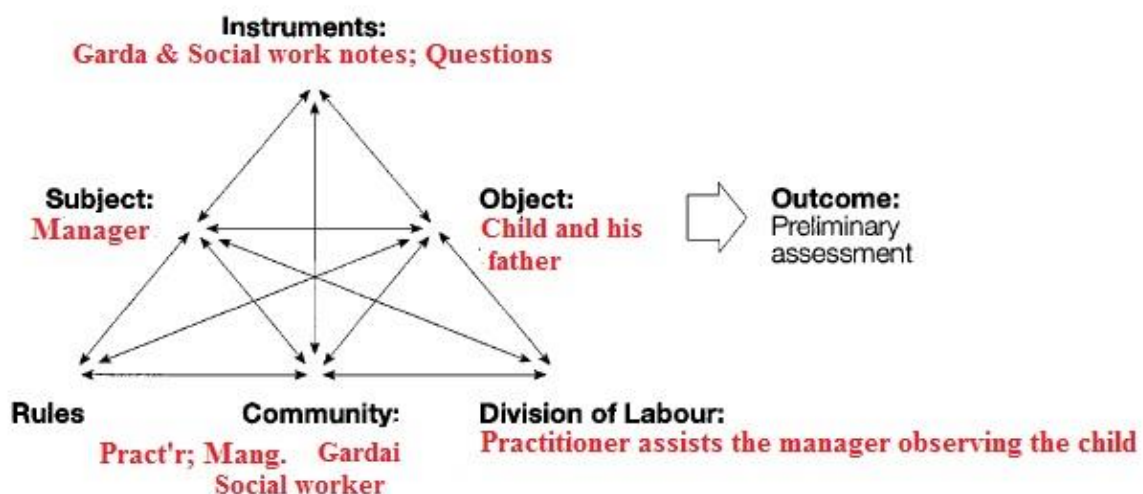 Instruments:
Garda & Social work notes; Questions
Subject:
Manager
Object:
Child and his
father
Outcome:
Preliminary
assessment
Rules
Community:
Pract'r; Mang. Gardai
Social worker
Division of Labour:
Practitioner assists the manager observing the child